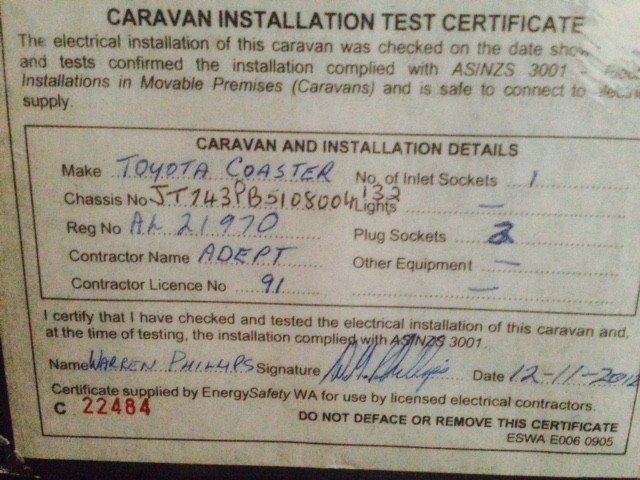 CARAVAN INSTALLATION TEST CERTIFICATE
The electrical installation of this caravan was checked on the date
and tests confirmed the installation complied with AS/NZS 3001 -
Installations in Movable Premises (Caravans) and is safe to connect to
supply.
CARAVAN AND INSTALLATION DETAILS
Make TOYOTA COASTER No. of Inlet Sockets 1
Chassis No Lights –
Reg No AL 21970 Plug Sockets
Contractor Name ADEPT Other Equipment –
Contractor Licence No 91 –
I certify that I have checked and tested the electrical installation of this caravan and,
at the time of testing, the installation complied with AS/NZS 3001.
Name WARREN PHILLIPS Signature W.A. Phillips Date 12-11-2012
Certificate supplied by EnergySafety WA for use by licensed electrical contractors.
C 22484
DO NOT DEFACE OR REMOVE THIS CERTIFICATE
ESWA E006 0905